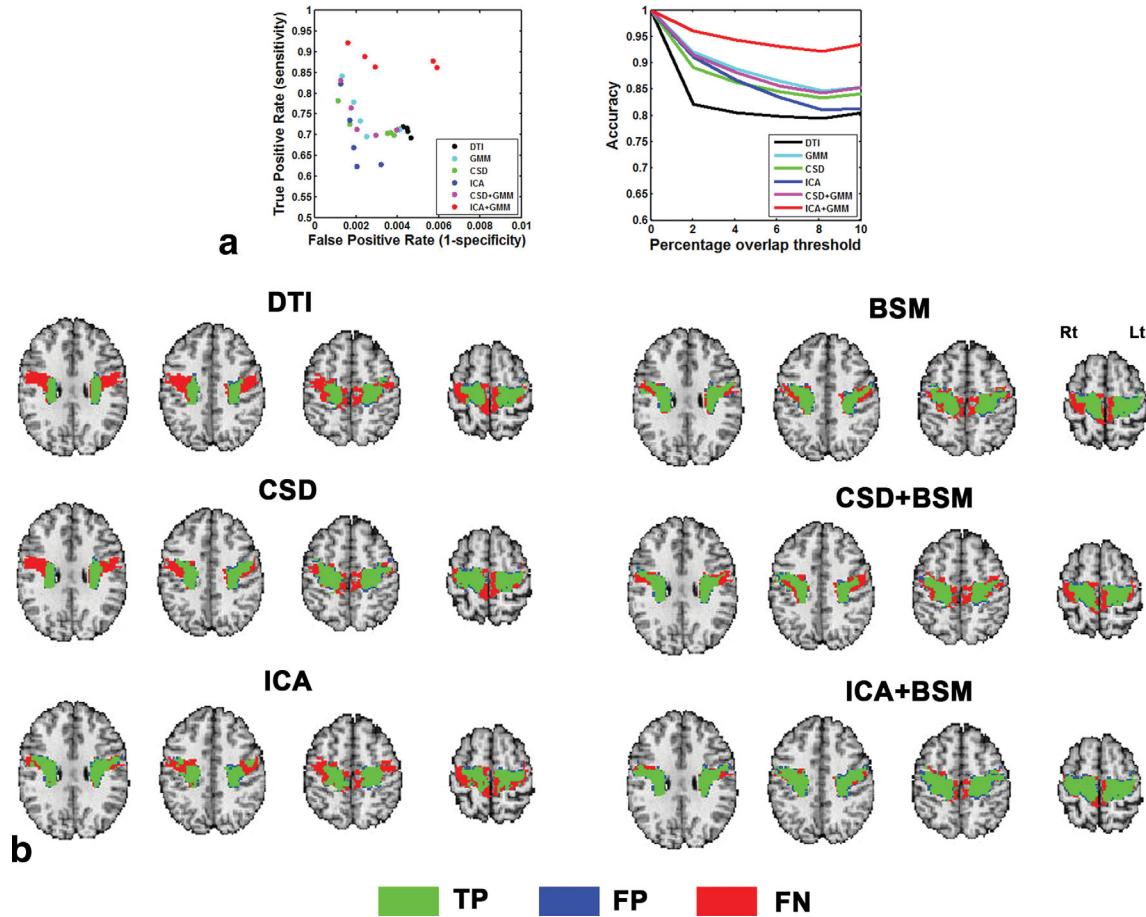 True Positive Rate (sensitivity)
1
0.95
0.9
0.85
0.8
0.75
0.7
0.65
0.6
0.55
0.5
0 0.002 0.004 0.006 0.008 0.01
False Positive Rate (1-specificity)
DTI
GMM
CSD
ICA
CSD+GMM
ICA+GMM
Accuracy
1
0.95
0.9
0.85
0.8
0.75
0.7
0.65
0.6
0 2 4 6 8 10
Percentage overlap threshold
DTI
GMM
CSD
ICA
CSD+GMM
ICA+GMM
a
DTI
BSM
Rt Lt
CSD
CSD+BSM
ICA
ICA+BSM
b
TP FP FN